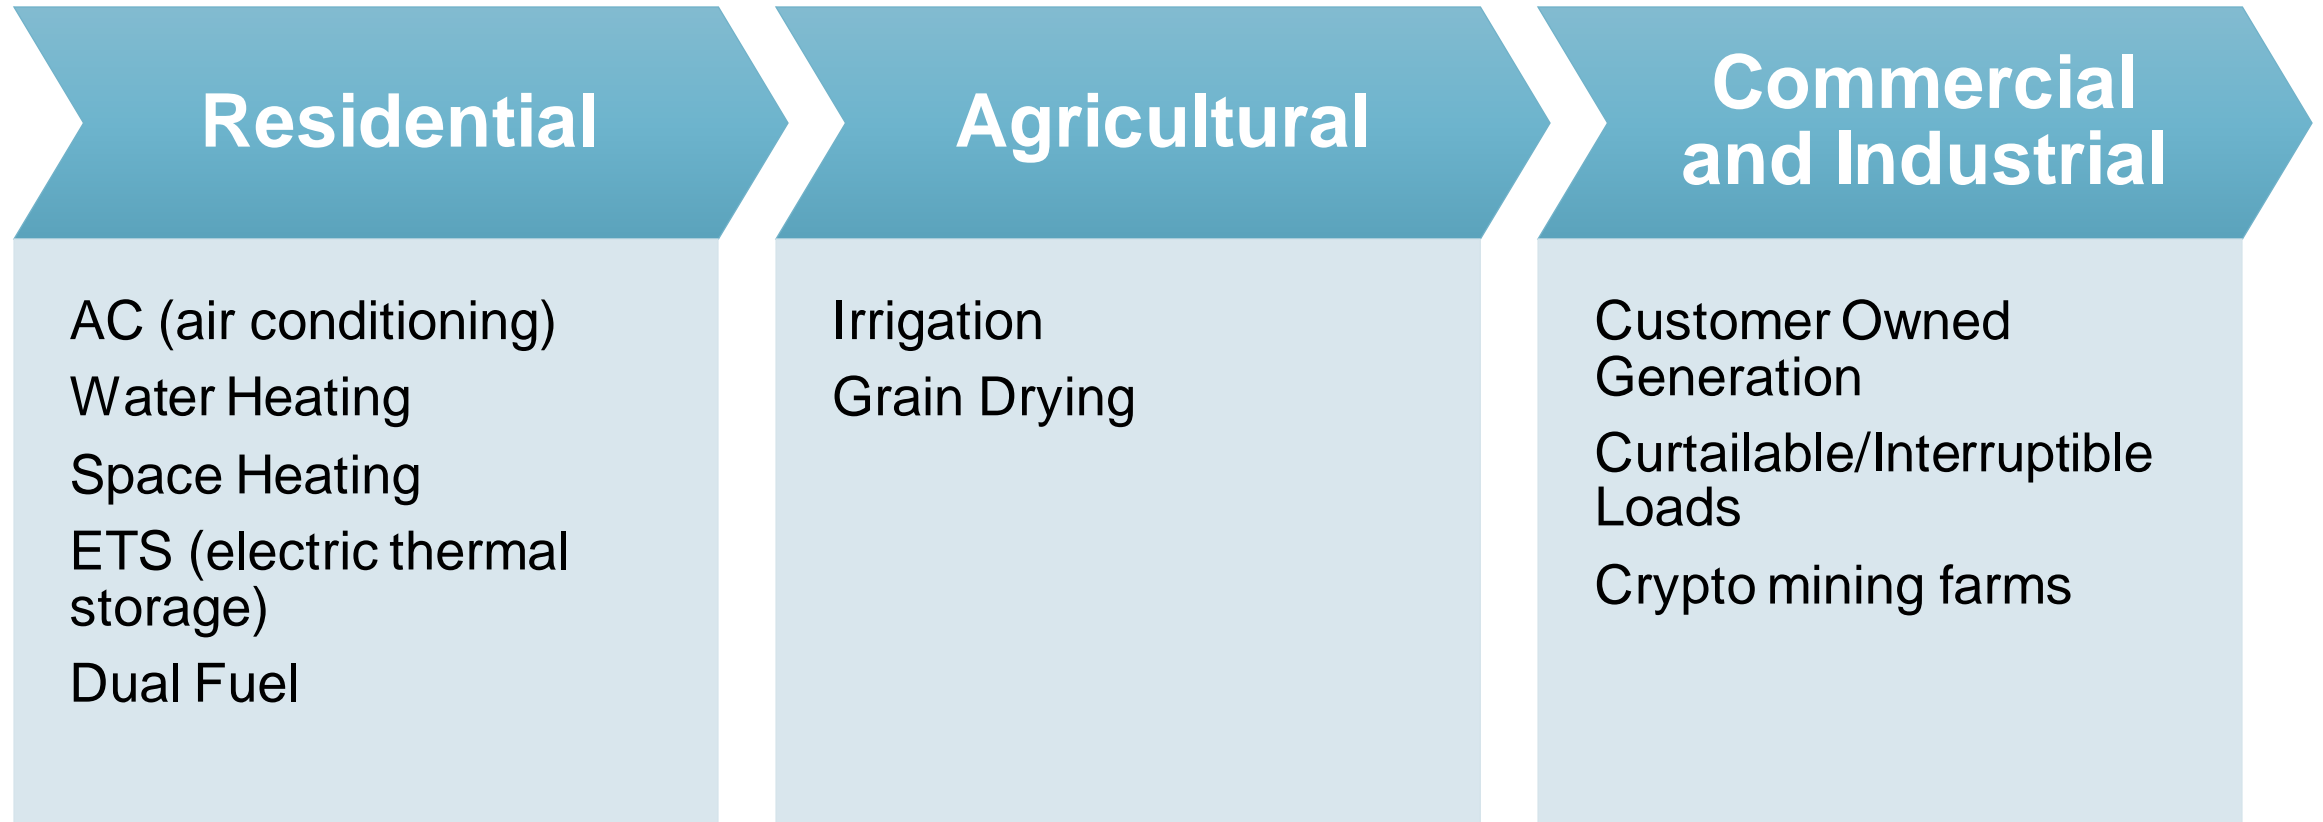 Residential
AC (air conditioning)
Water Heating
Space Heating
ETS (electric thermal
storage)
Dual Fuel
Agricultural
Irrigation
Grain Drying
Commercial
and Industrial
Customer Owned
Generation
Curtailable/Interruptible
Loads
Crypto mining farms